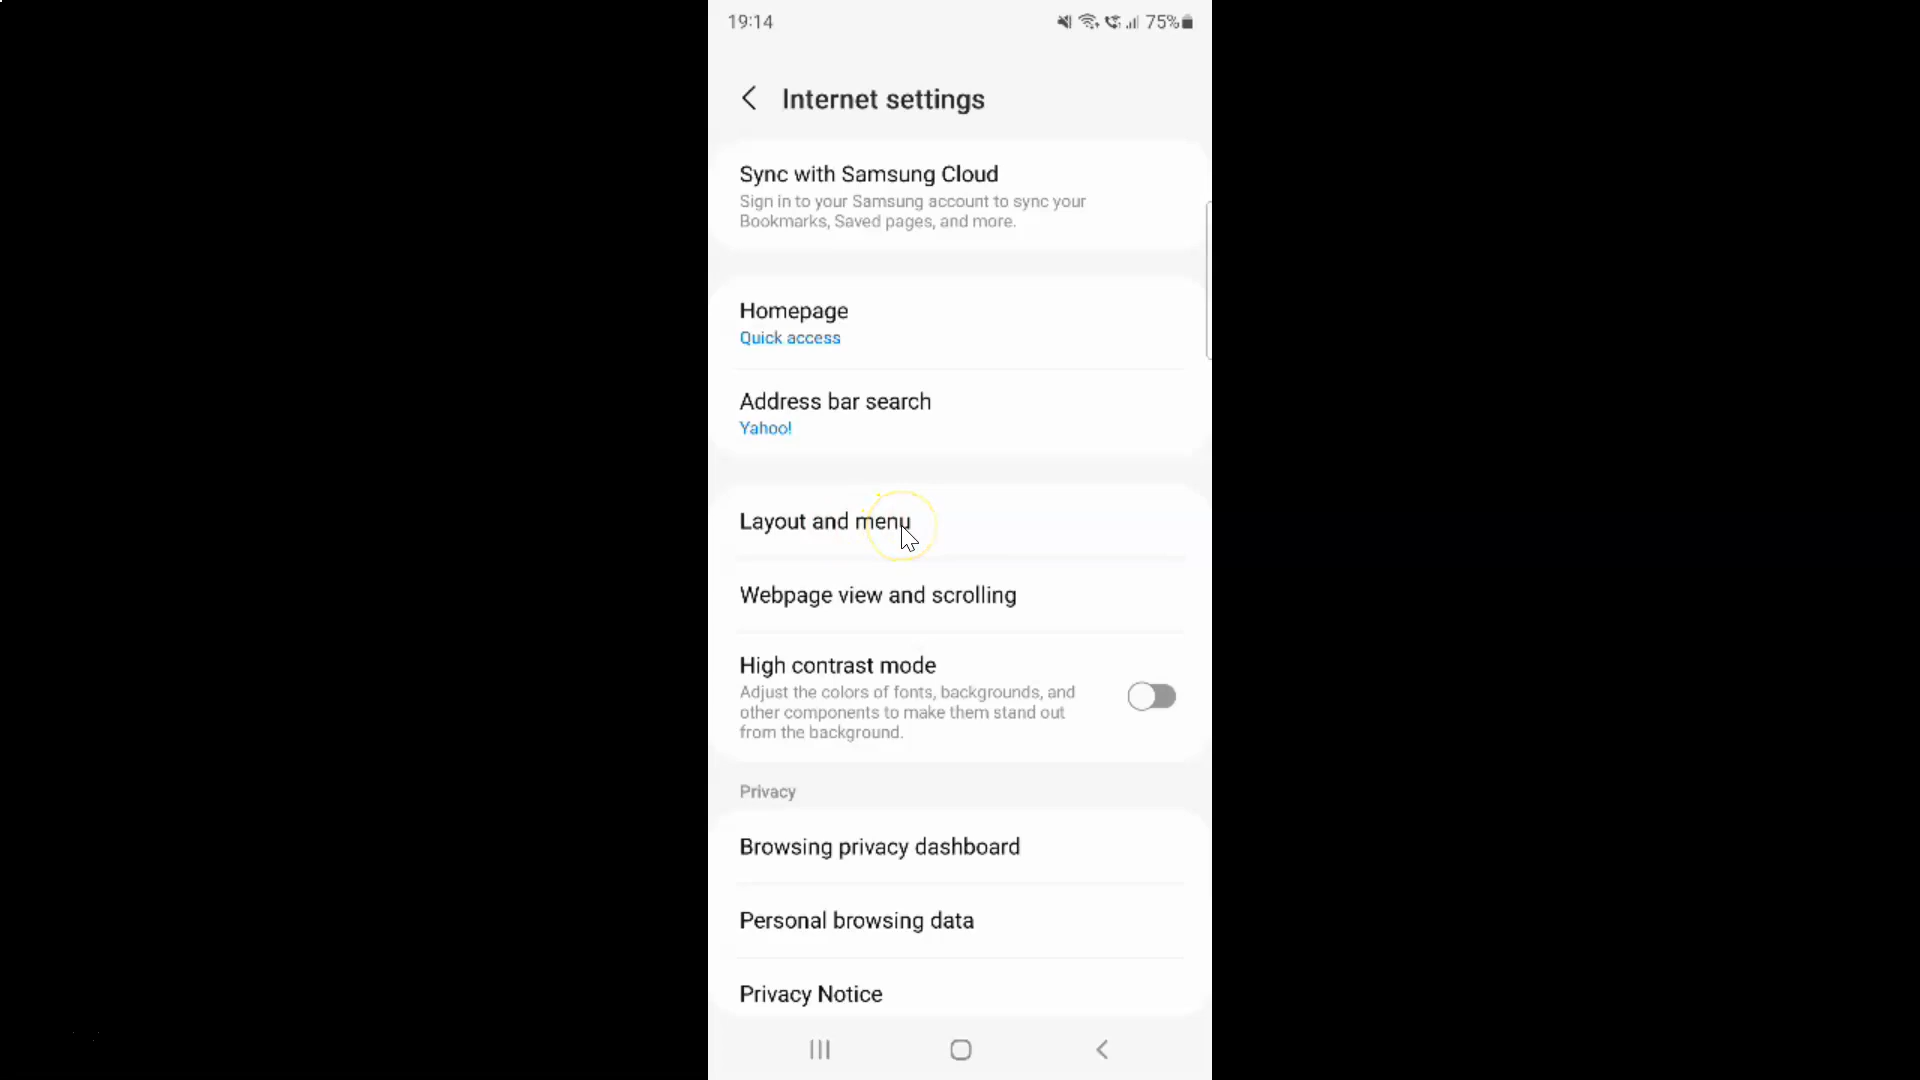 19:14
75%
Internet settings
Sync with Samsung Cloud
Sign in to your Samsung account to sync your
Bookmarks, Saved pages, and more.
Homepage
Quick access
Address bar search
Yahoo!
Layout and menu
Webpage view and scrolling
High contrast mode
Adjust the colors of fonts, backgrounds, and
other components to make them stand out
from the background.
Privacy
Browsing privacy dashboard
Personal browsing data
Privacy Notice